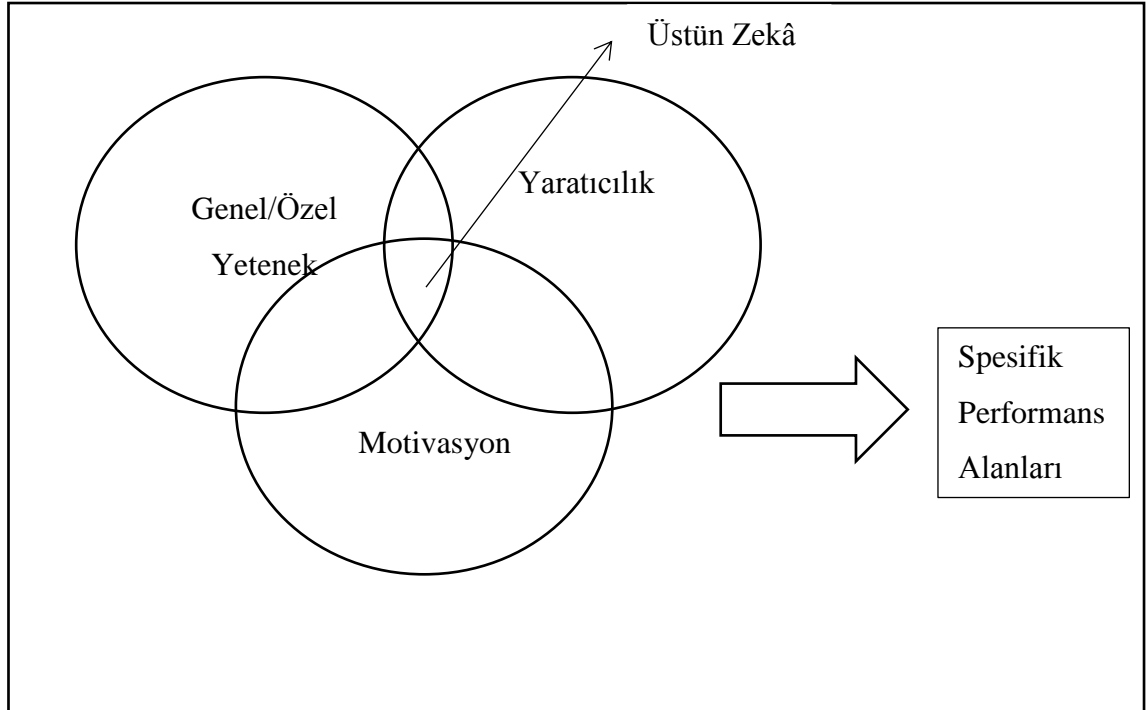 Üstün Zekâ
Yaratıcılık
Genel/Özel
Yetenek
Motivasyon
Spesifik
Performans
Alanları